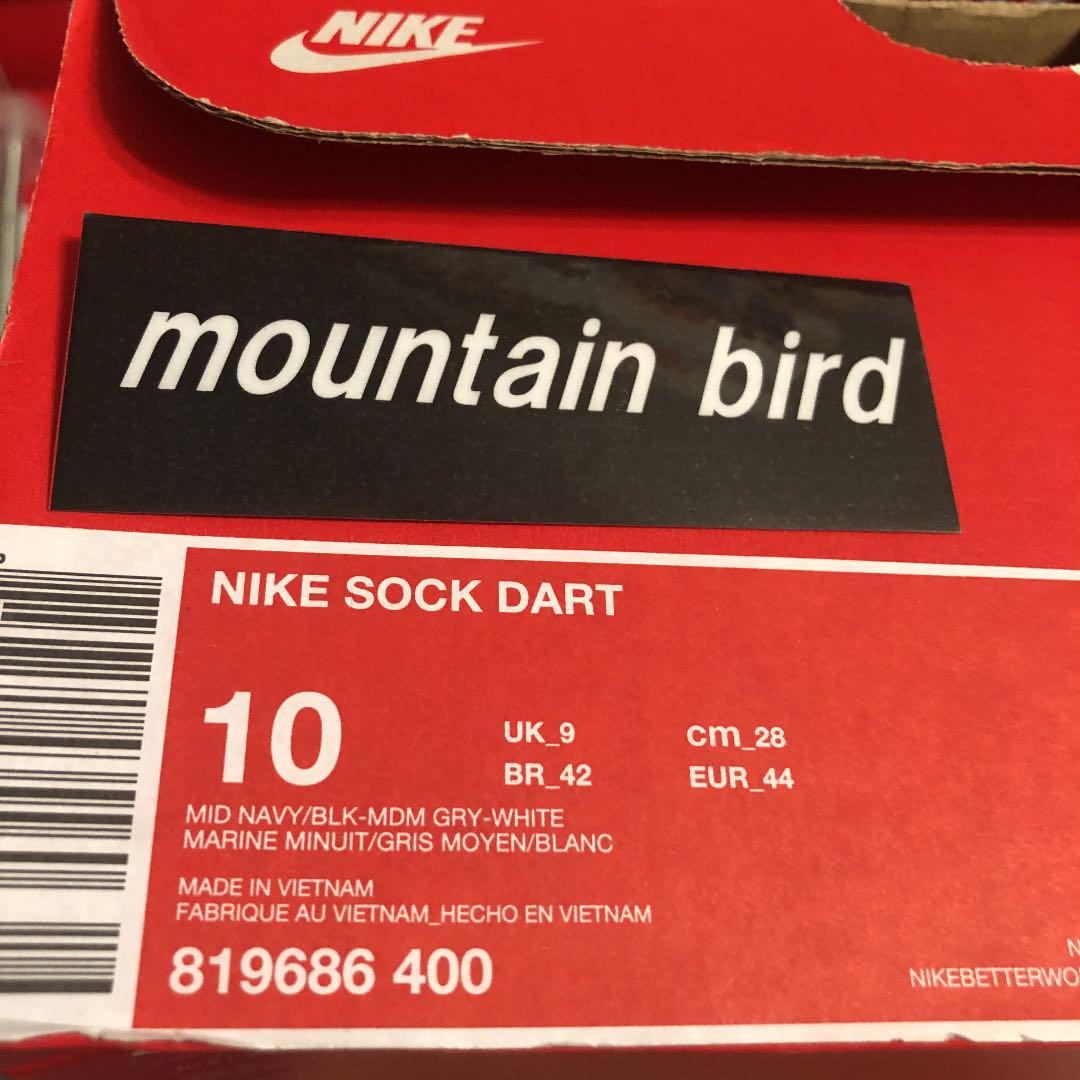 NIKE
mountain bird
NIKE SOCK DART
10
UK_9 cm_28
BR_42 EUR_44
MID NAVY/BLK-MDM GRY-WHITE
MARINE MINUIT/GRIS MOYEN/BLANC
MADE IN VIETNAM
FABRIQUE AU VIETNAM_HECHO EN VIETNAM
819686 400
NIKEBETTERWO